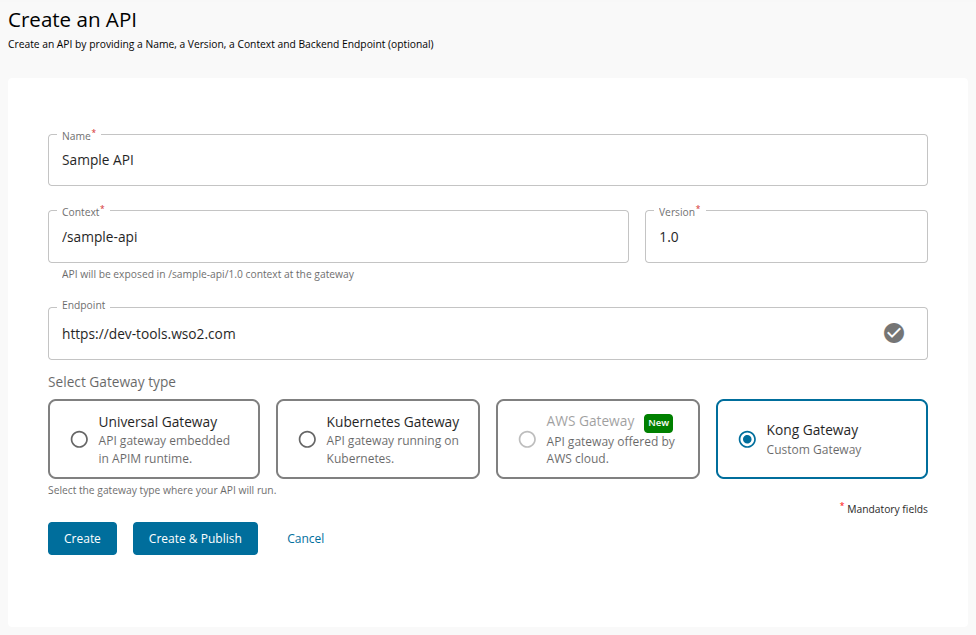 Create an API
Create an API by providing a Name, a Version, a Context and Backend Endpoint (optional)
Name*
Sample API
Context*
/sample-api
Version*
1.0
API will be exposed in /sample-api/1.0 context at the gateway
Endpoint
https://dev-tools.wso2.com
Select Gateway type
Universal Gateway
API gateway embedded
in APIM runtime.
Kubernetes Gateway
API gateway running on
Kubernetes.
AWS Gateway New
API gateway offered by
AWS cloud.
Kong Gateway
Custom Gateway
Select the gateway type where your API will run.
* Mandatory fields
Create
Create & Publish
Cancel